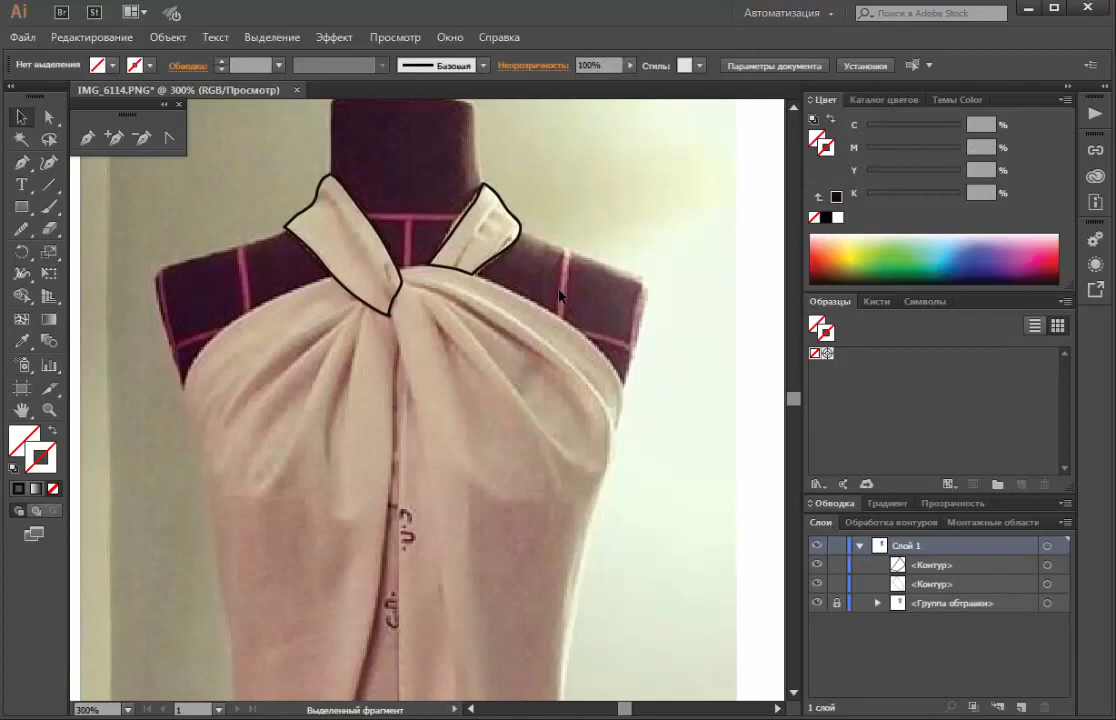 Ai Br St Автоматизация Поиск в Adobe Stock
Файл Редактирование Объект Текст Выделение Эффект Просмотр Окно Справка
Нет выделения Обводка: Базовая Непрозрачность: 100% Стиль: Параметры документа Установки
IMG_6114.PNG* @ 300% (RGB/Просмотр)
Цвет Каталог цветов Темы Color
C %
M %
Y %
K %
Образцы Кисти Символы
Обводка Градиент Прозрачность
Слои Обработка контуров Монтажные области
Слой 1
<Контур>
<Контур>
<Группа обтравки>
1 слой
300% 1 Выделенный фрагмент